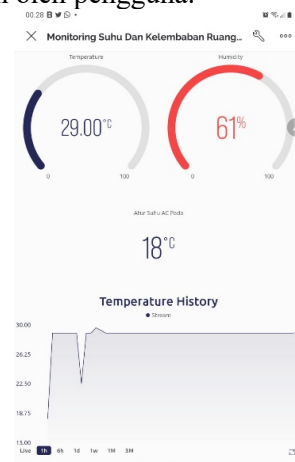 oleh pengguna.
00.28
Monitoring Suhu Dan Kelembaban Ruang...
Temperature
Humidity
29.00°C
61%
0 100
0 100
Atur Suhu AC Pada
18°C
Temperature History
Stream
30.00
26.25
22.50
18.75
15.00
Live 1h 6h 1d 1w 1M 3M